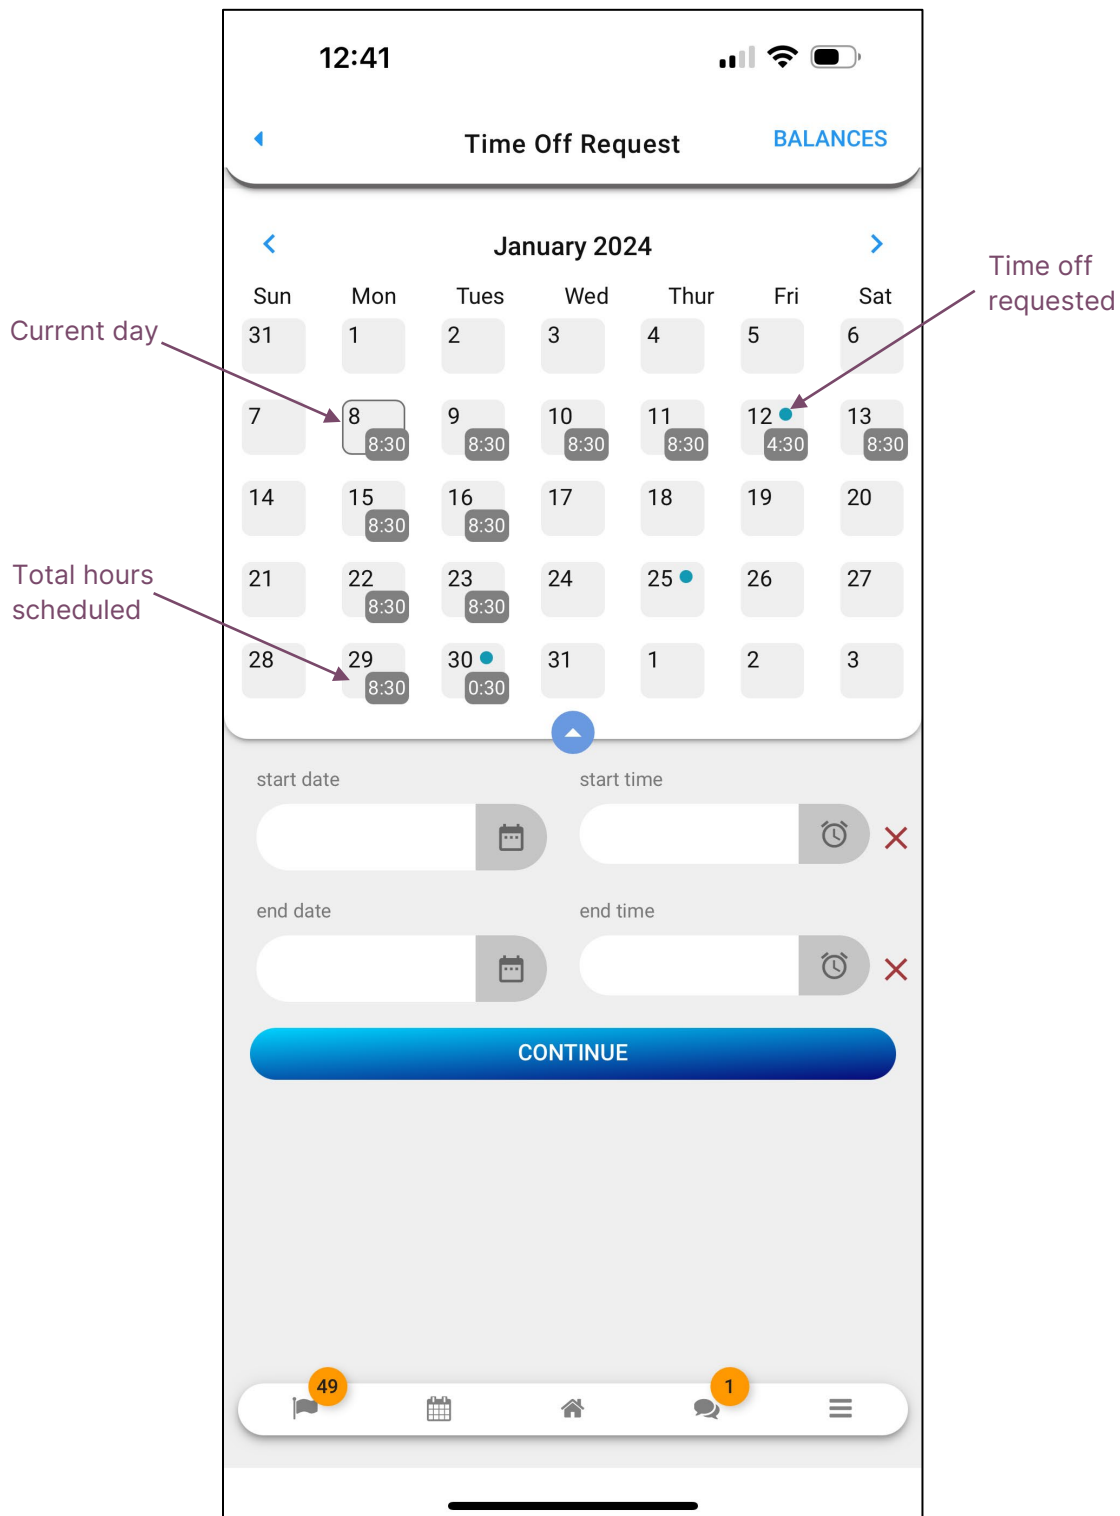 12:41
Time Off Request
BALANCES
January 2024
Sun Mon Tues Wed Thur Fri Sat
31 1 2 3 4 5 6
7 8 9 10 11 12 13
8:30 8:30 8:30 8:30 4:30 8:30
14 15 16 17 18 19 20
8:30 8:30
21 22 23 24 25 26 27
8:30 8:30
28 29 30 31 1 2 3
8:30 0:30
Time off
requested
Current day
Total hours
scheduled
start date start time
end date end time
CONTINUE
49 1